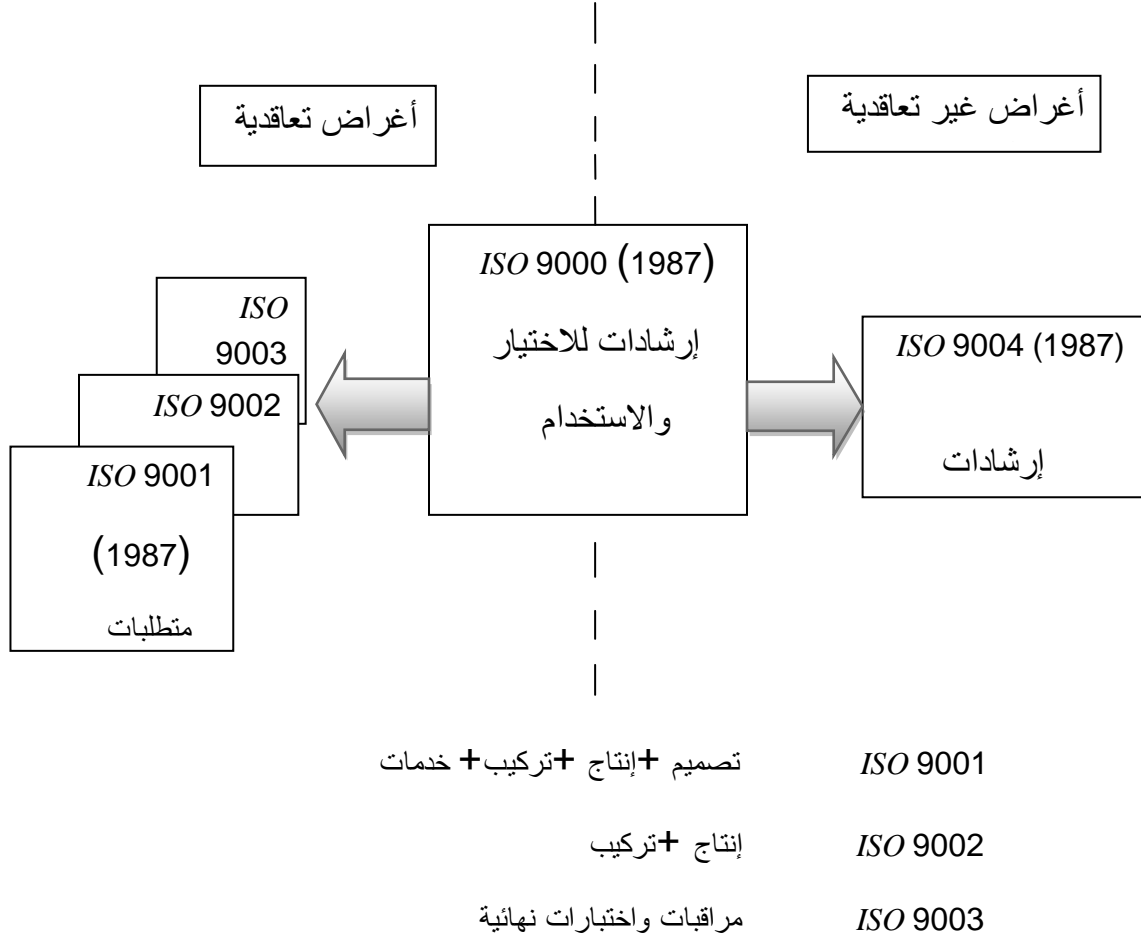 أغراض غير تعاقدية
أغراض تعاقدية
ISO 9000 (1987)
إرشادات للاختيار
والاستخدام
ISO 9004 (1987)
إرشادات
ISO
9003
ISO 9002
ISO 9001
(1987)
متطلبات
ISO 9001 تصميم +إنتاج +تركيب+ خدمات
ISO 9002 إنتاج +تركيب
ISO 9003 مراقبات واختبارات نهائية